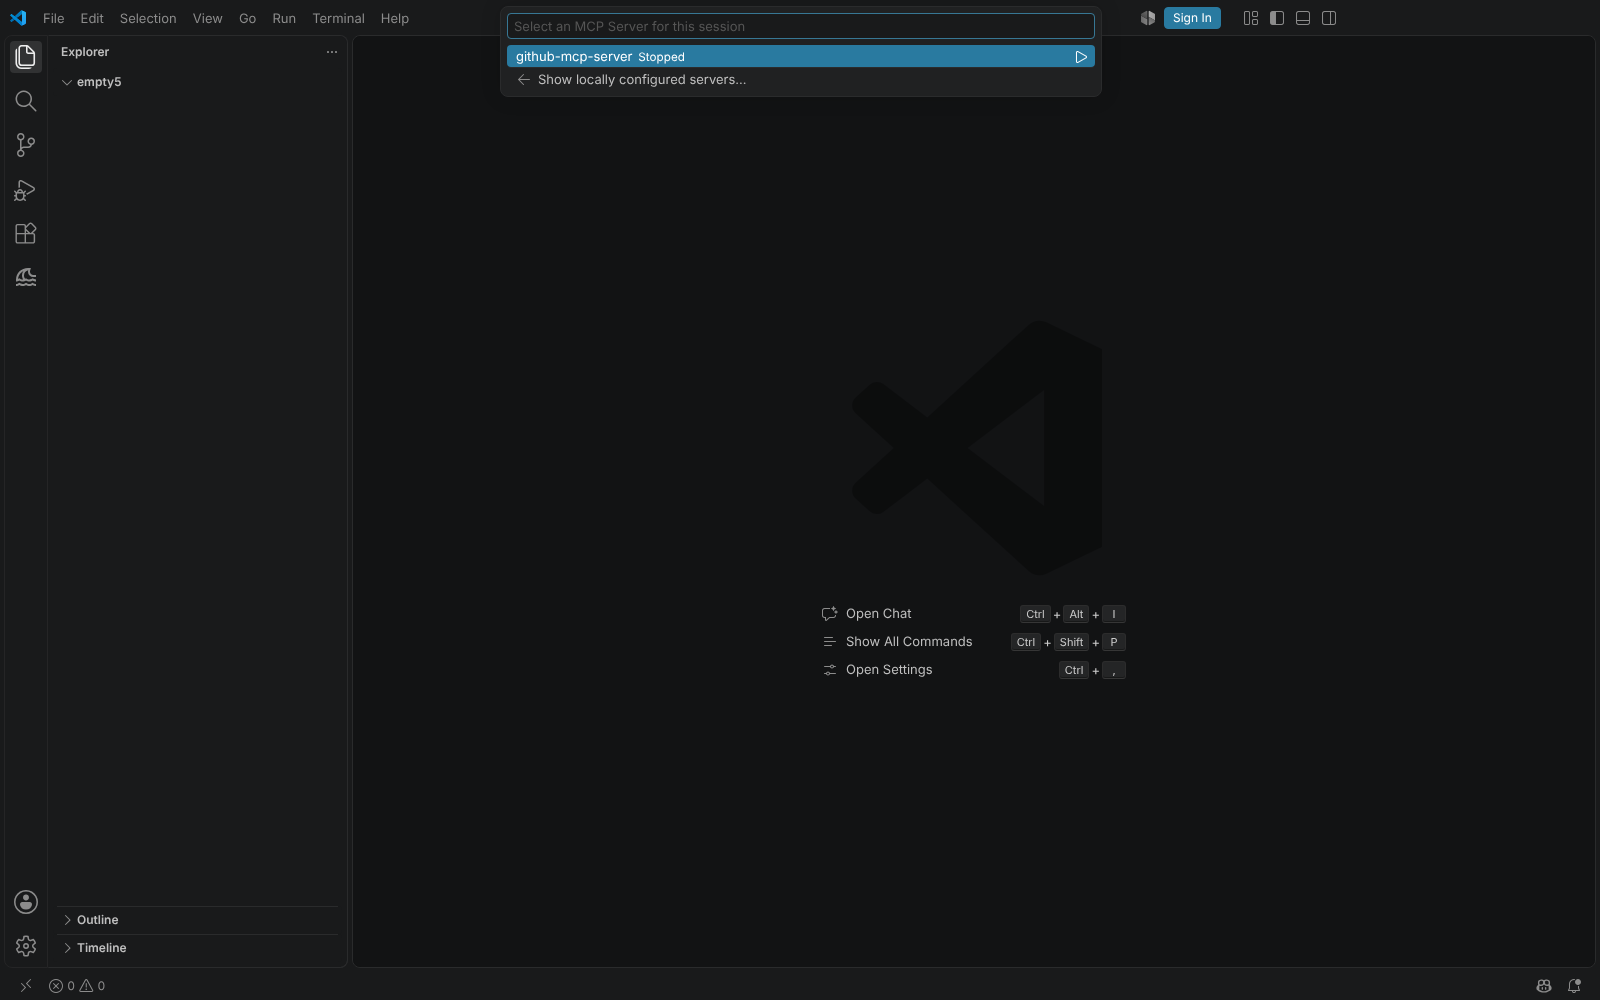 File Edit Selection View Go Run Terminal Help
Select an MCP Server for this session
Sign In
github-mcp-server Stopped
Show locally configured servers...
Explorer
empty5
Open Chat Ctrl + Alt + I
Show All Commands Ctrl + Shift + P
Open Settings Ctrl + ,
Outline
Timeline
0 0